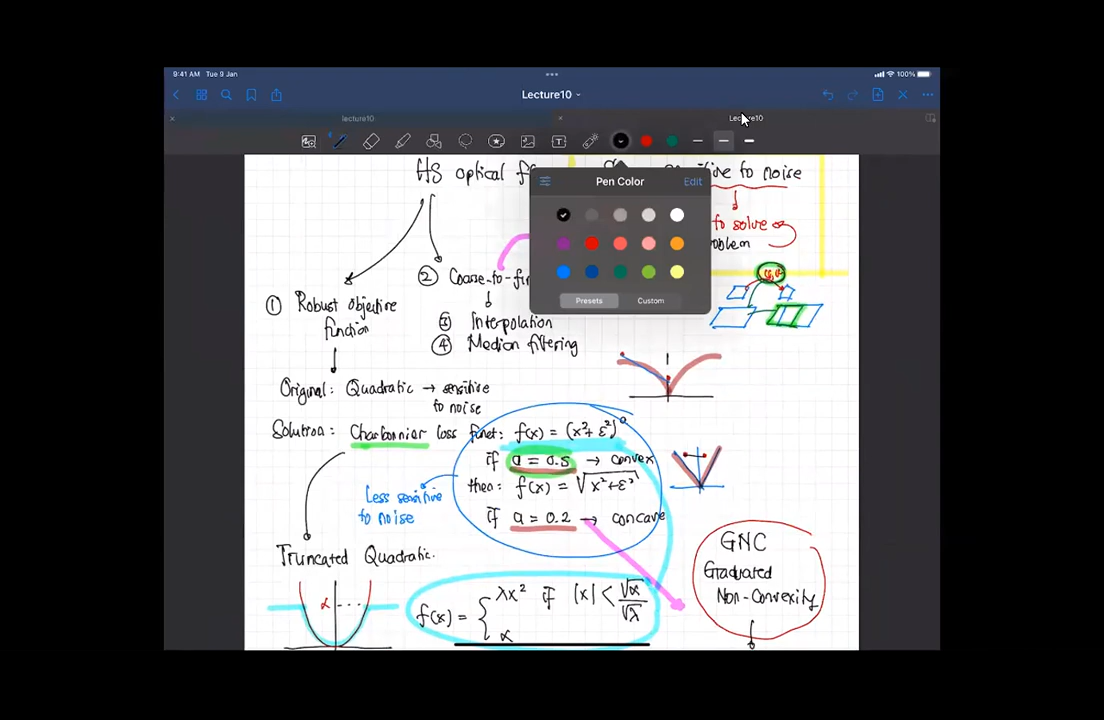 9:41 AM Tue 9 Jan
100%
Lecture10
lecture10
Lecture10
HS optical f
sensitive to noise
Pen Color
Edit
Presets
Custom
to solve
problem
② Coarse-to-fin
① Robust objective
function
③ Interpolation
④ Median filtering
Original: Quadratic → sensitive
to noise
Solution: Charbonnier loss funct: f(x) = (x² + ε²)^a
if a = 0.5 → convex
then: f(x) = √x² + ε²
Less sensitive
to noise
if a = 0.2 → concave
GNC
Graduated
Non-Convexity
Truncated Quadratic.
α
f(x) = { λx² if |x| < √α/√λ
α